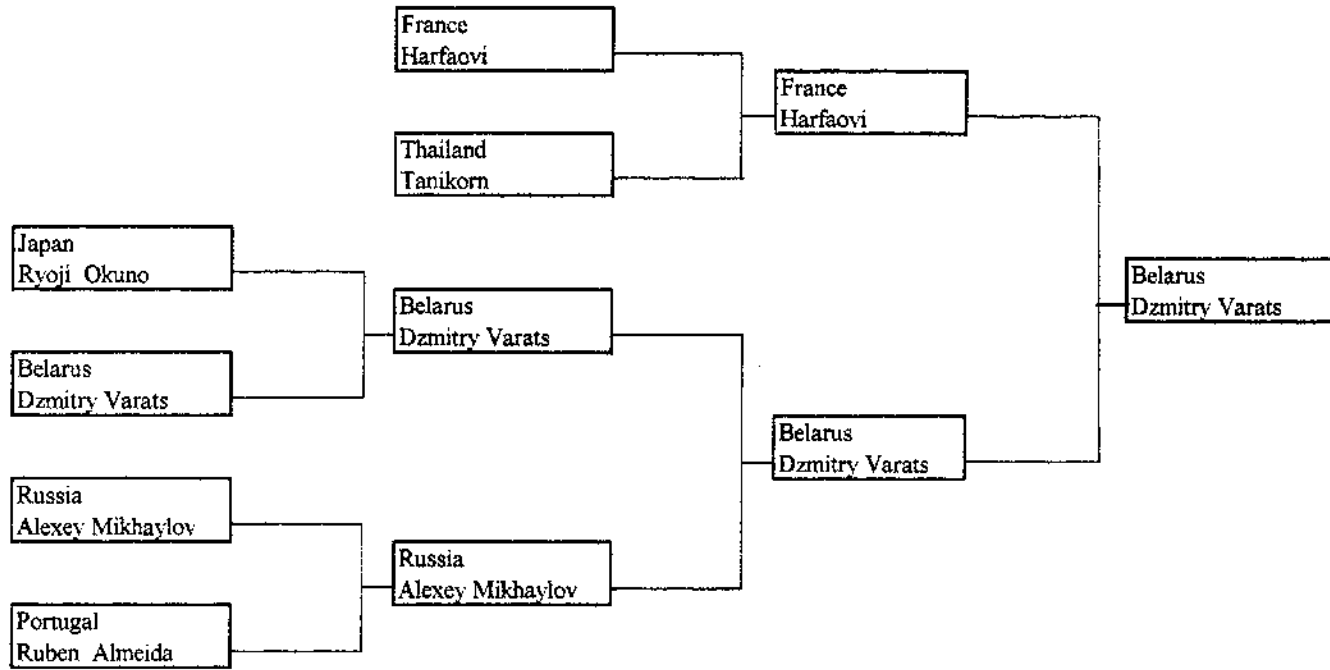 France
Harfaovi
France
Harfaovi
Thailand
Tanikorn
Japan
Ryoji Okuno
Belarus
Dzmitry Varats
Belarus
Dzmitry Varats
Belarus
Dzmitry Varats
Belarus
Dzmitry Varats
Russia
Alexey Mikhaylov
Russia
Alexey Mikhaylov
Portugal
Ruben Almeida